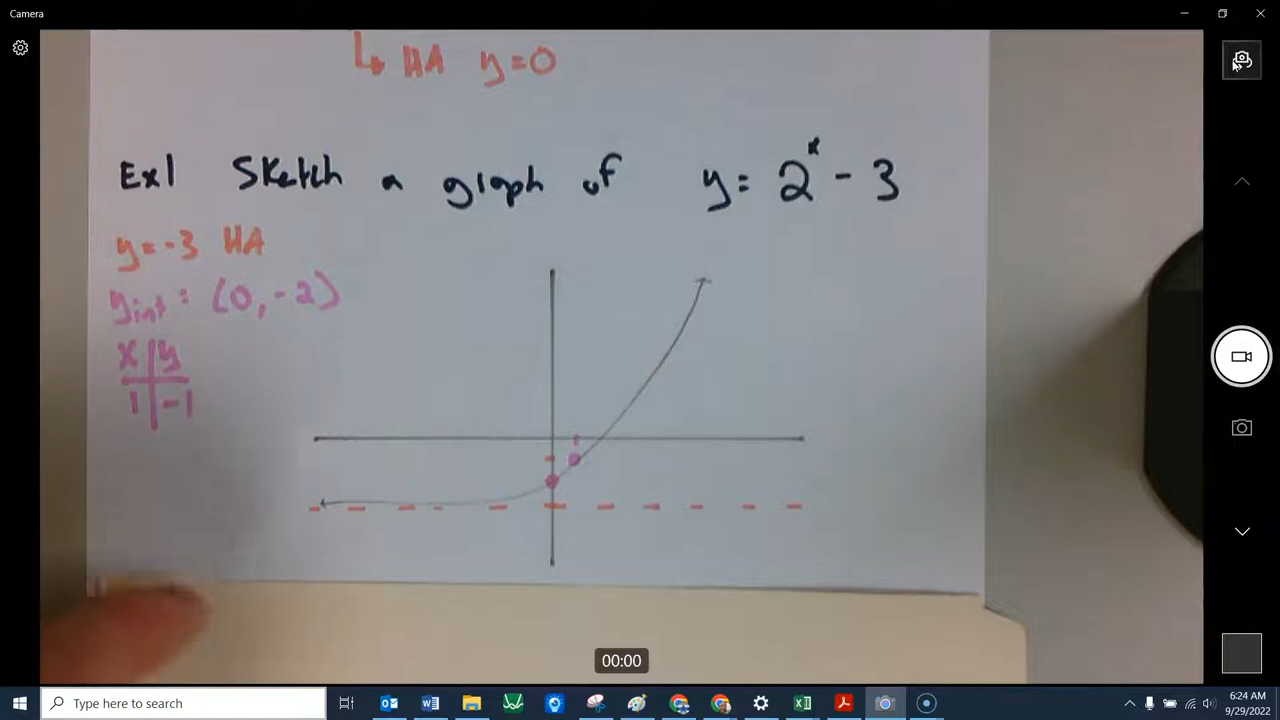 Camera
↳ HA y=0
Ex1 Sketch a graph of y = 2ˣ - 3
y=-3 HA
yint : (0, -2)
x | y
1 | -1
00:00
Type here to search
6:24 AM
9/29/2022